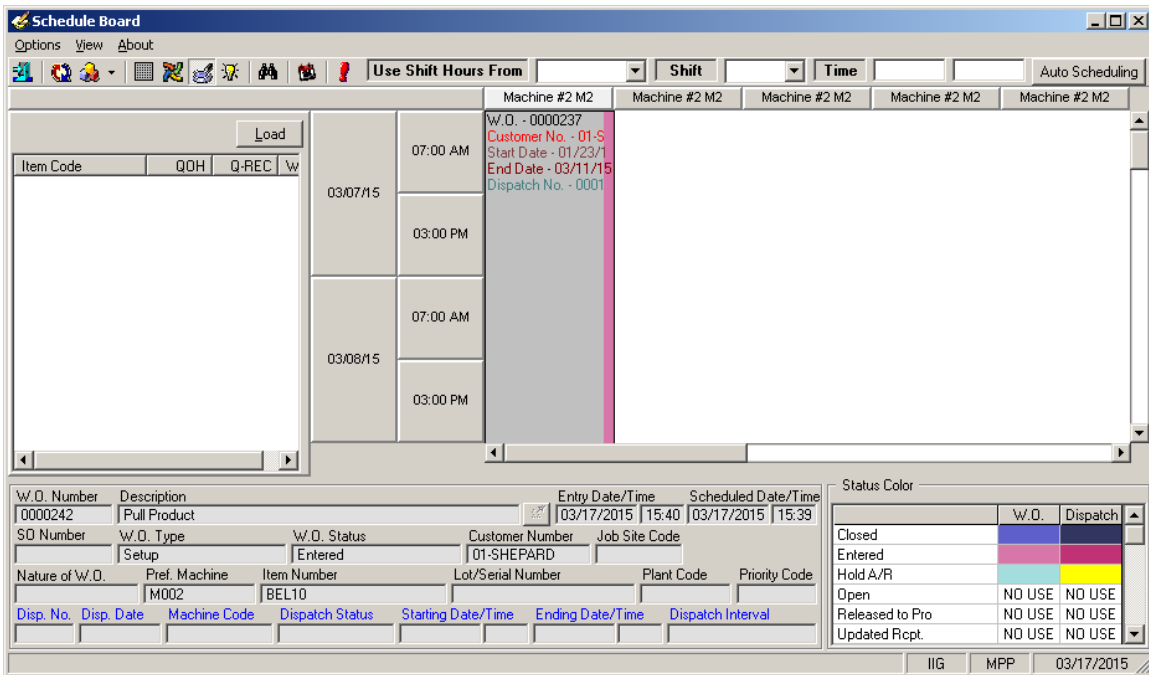 Schedule Board
Options View About
Use Shift Hours From Shift Time Auto Scheduling
Machine #2 M2 Machine #2 M2 Machine #2 M2 Machine #2 M2 Machine #2 M2
Load
Item Code QOH Q-REC W
03/07/15
07:00 AM
03:00 PM
03/08/15
07:00 AM
03:00 PM
W.O. - 0000237
Customer No. - 01-S
Start Date - 01/23/1
End Date - 03/11/15
Dispatch No. - 0001
W.O. Number Description Entry Date/Time Scheduled Date/Time
0000242 Pull Product 03/17/2015 15:40 03/17/2015 15:39
SO Number W.O. Type W.O. Status Customer Number Job Site Code
Setup Entered 01-SHEPARD
Nature of W.O. Pref. Machine Item Number Lot/Serial Number Plant Code Priority Code
M002 BEL10
Disp. No. Disp. Date Machine Code Dispatch Status Starting Date/Time Ending Date/Time Dispatch Interval
Status Color
W.O. Dispatch
Closed
Entered
Hold A/R
Open NO USE NO USE
Released to Pro NO USE NO USE
Updated Rcpt. NO USE NO USE
IIG MPP 03/17/2015